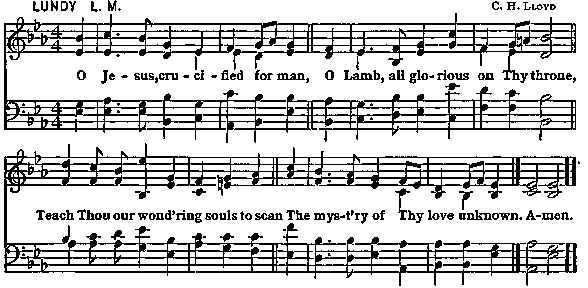 LUNDY L. M. C. H. LLOYD
O Je - sus, cru - ci - fied for man, O Lamb, all glo - rious on Thy throne,
Teach Thou our wond'ring souls to scan The mys - t'ry of Thy love unknown. A-men.